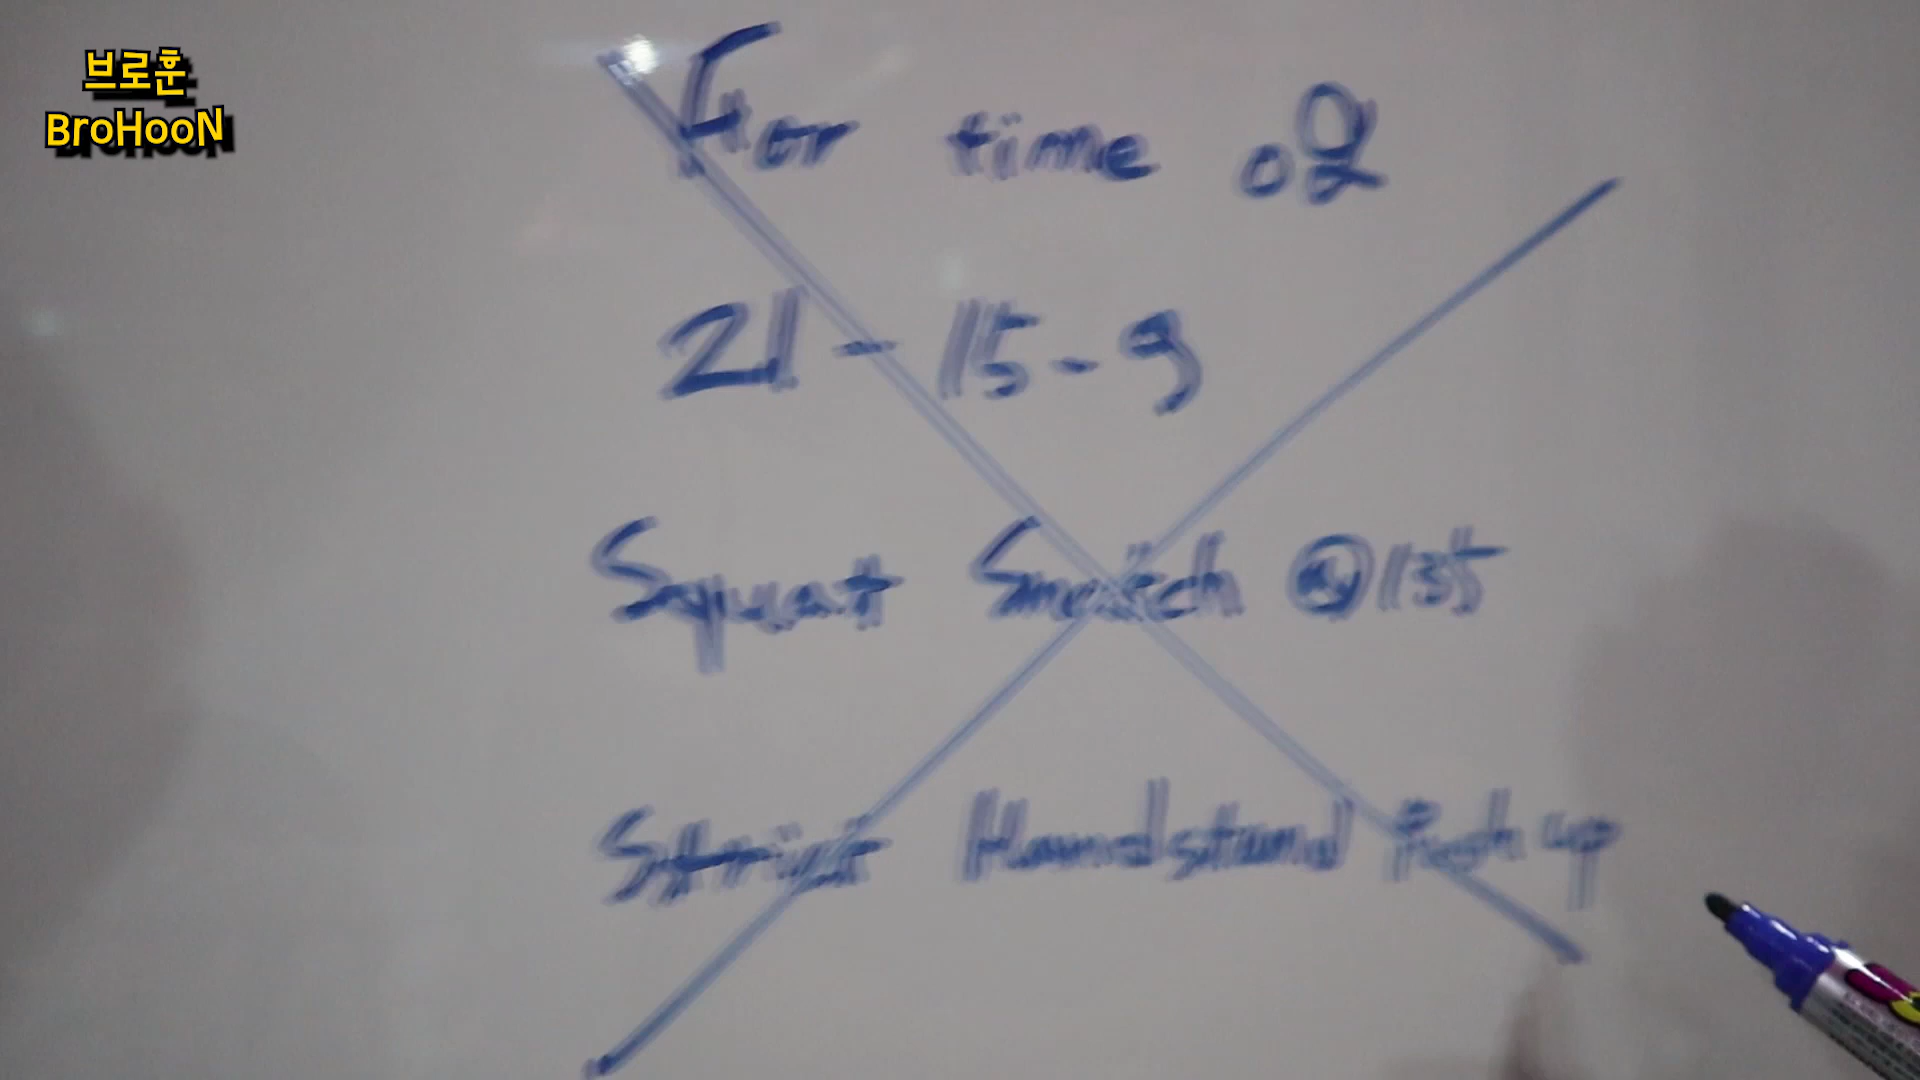 브로훈
BroHooN
For time of
21-15-9
Squat Snatch @135
Strict Handstand Push up